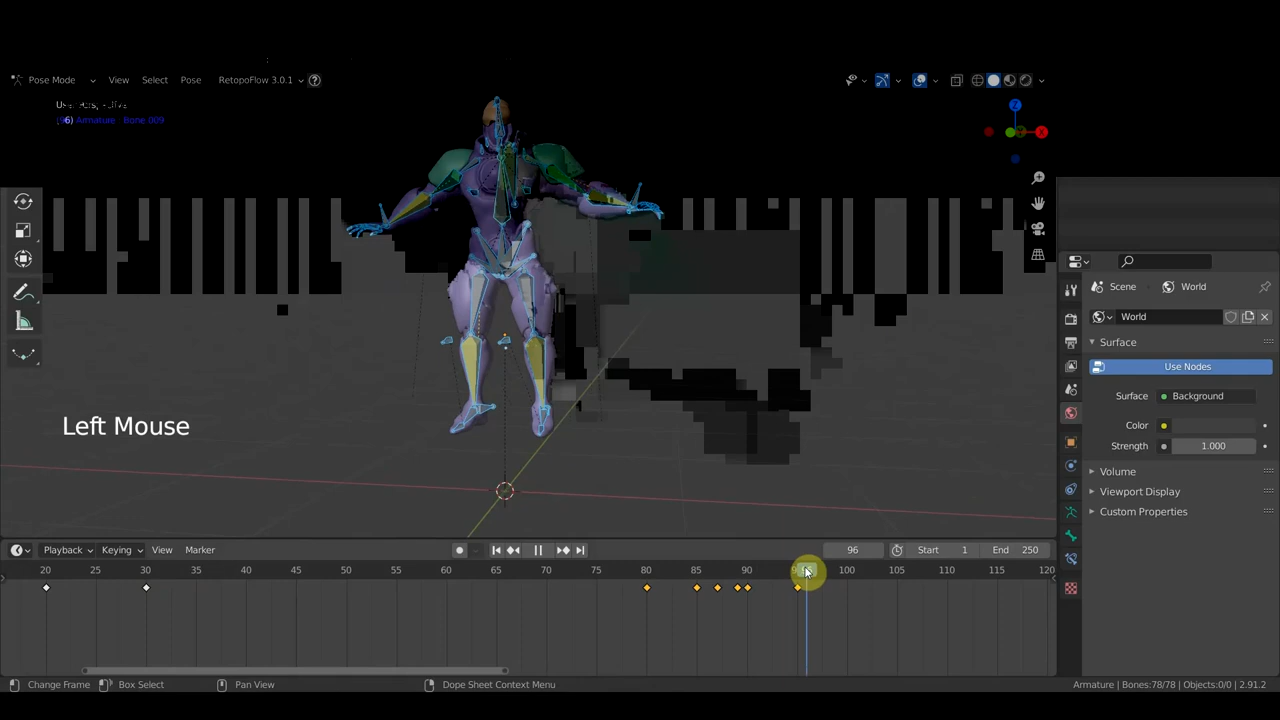 Pose Mode View Select Pose RetopoFlow 3.0.1
(96) Armature Bone 009
Z
X
Scene World
World
Surface
Use Nodes
Surface Background
Left Mouse
Color
Strength 1.000
Volume
Viewport Display
Custom Properties
Playback Keying View Marker 96 Start 1 End 250
20 25 30 35 40 45 50 55 60 65 70 75 80 85 90 100 105 110 115 120
Change Frame Box Select Pan View Dope Sheet Context Menu Armature | Bones:78/78 | Objects:0/0 | 2.91.2